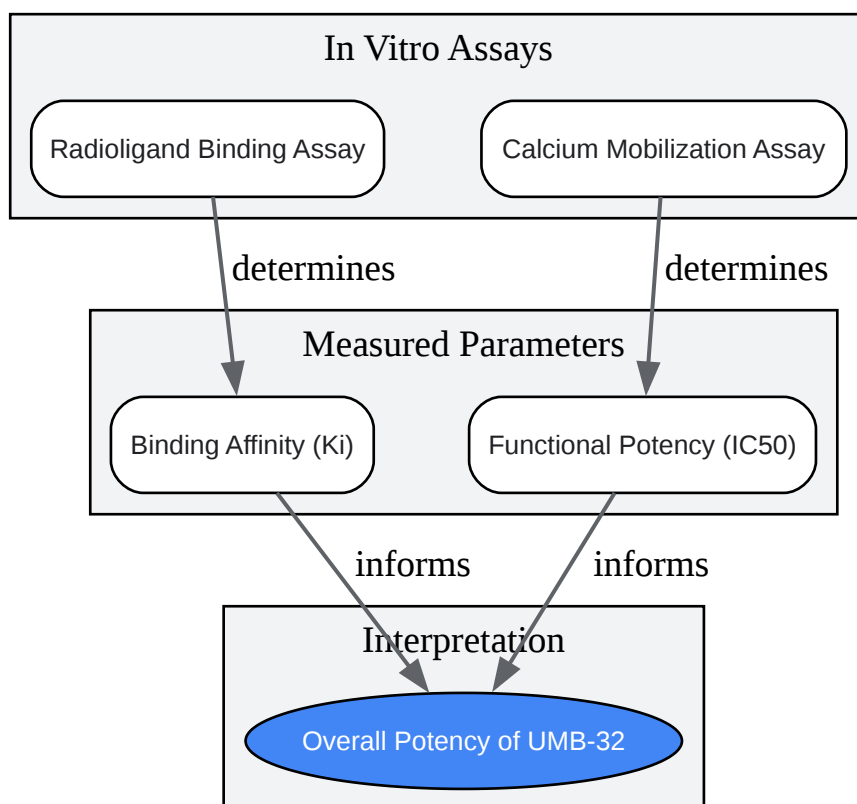 In Vitro Assays
Radioligand Binding Assay
Calcium Mobilization Assay
determines
determines
Measured Parameters
Binding Affinity (Ki)
Functional Potency (IC50)
informs
informs
Interpretation
Overall Potency of UMB-32